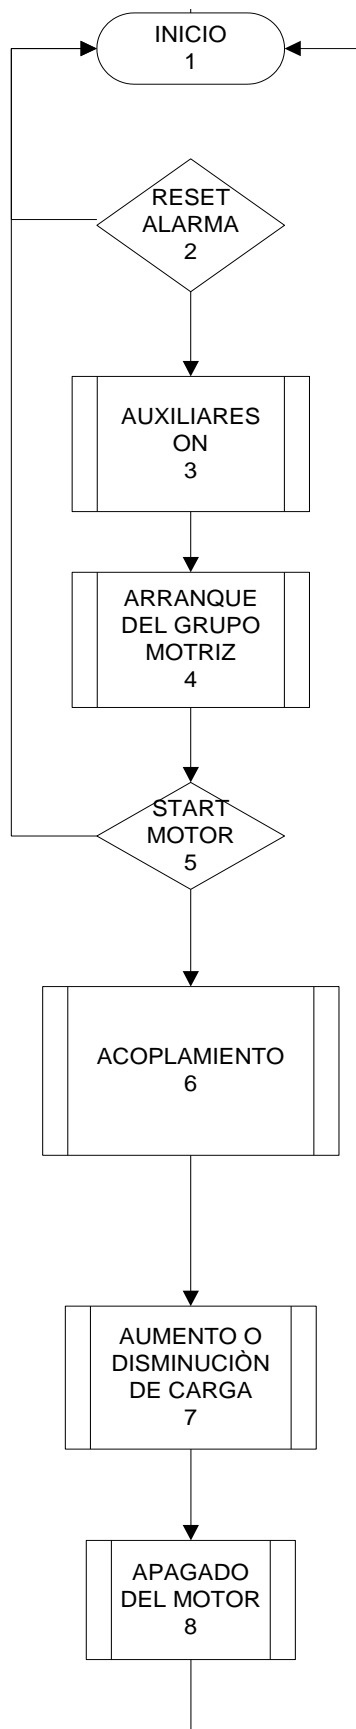 INICIO
1
RESET
ALARMA
2
AUXILIARES
ON
3
ARRANQUE
DEL GRUPO
MOTRIZ
4
START
MOTOR
5
ACOPLAMIENTO
6
AUMENTO O
DISMINUCIÒN
DE CARGA
7
APAGADO
DEL MOTOR
8